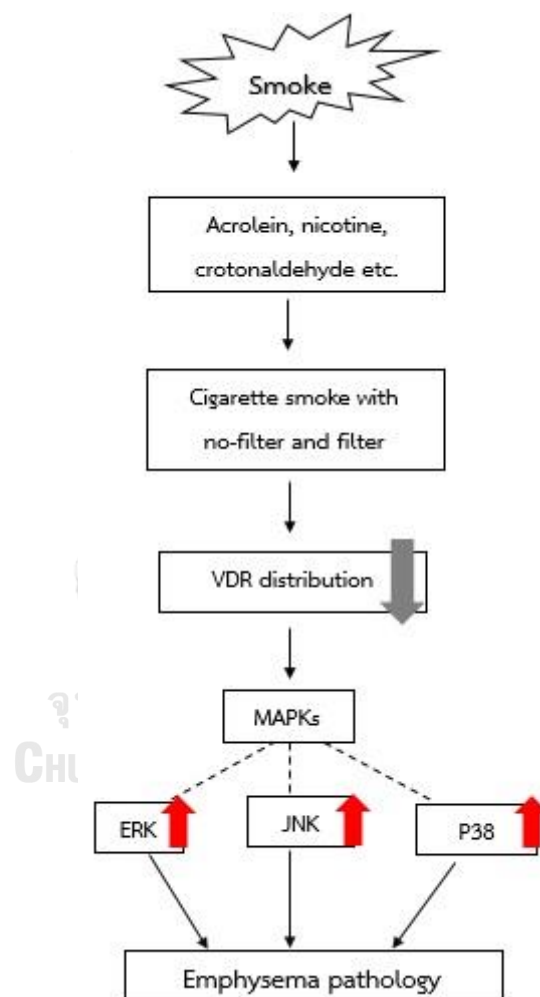 Smoke
Acrolein, nicotine,
crotonaldehyde etc.
Cigarette smoke with
no-filter and filter
VDR distribution
MAPKs
ERK
JNK
P38
Emphysema pathology